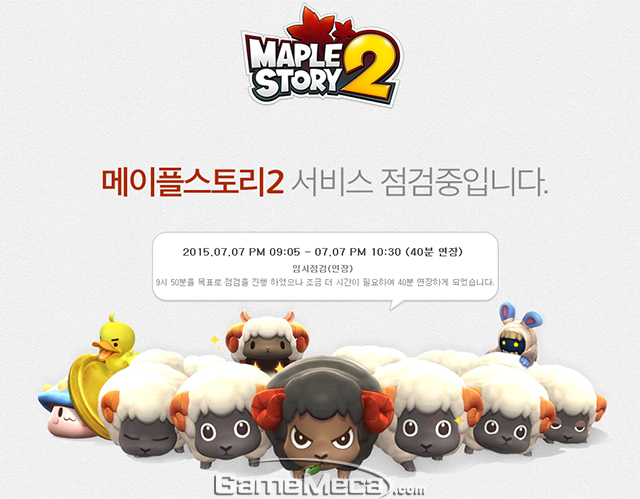 MAPLE
STORY 2
메이플스토리2 서비스 점검중입니다.
2015.07.07 PM 09:05 - 07.07 PM 10:30 (40분 연장)
임시점검(연장)
9시 50분를 목표로 점검를 진행 하였으나 조금 더 시간이 필요하여 40분 연장하게 되었습니다.
GameMeca.com